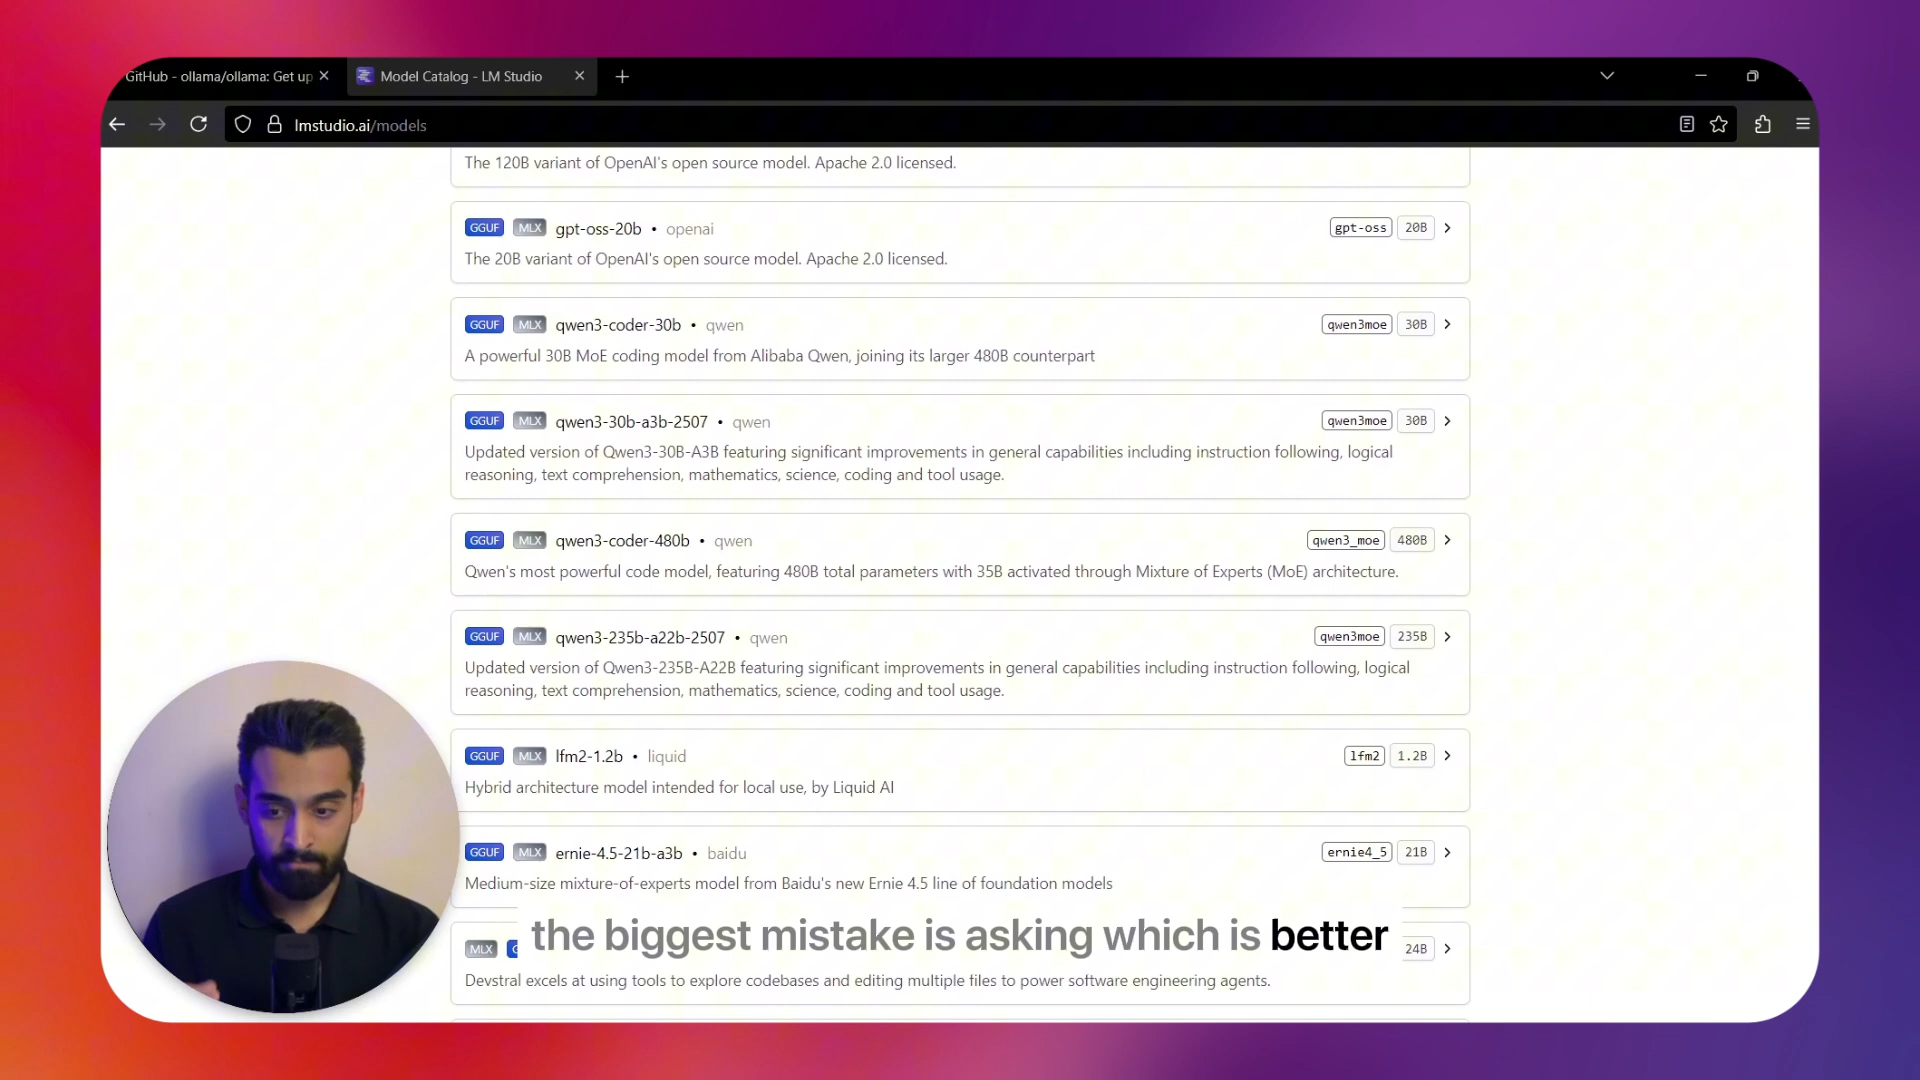 GitHub - ollama/ollama: Get up
Model Catalog - LM Studio
lmstudio.ai/models
The 120B variant of OpenAI's open source model. Apache 2.0 licensed.
GGUF MLX gpt-oss-20b • openai gpt-oss 20B
The 20B variant of OpenAI's open source model. Apache 2.0 licensed.
GGUF MLX qwen3-coder-30b • qwen qwen3moe 30B
A powerful 30B MoE coding model from Alibaba Qwen, joining its larger 480B counterpart
GGUF MLX qwen3-30b-a3b-2507 • qwen qwen3moe 30B
Updated version of Qwen3-30B-A3B featuring significant improvements in general capabilities including instruction following, logical
reasoning, text comprehension, mathematics, science, coding and tool usage.
GGUF MLX qwen3-coder-480b • qwen qwen3_moe 480B
Qwen's most powerful code model, featuring 480B total parameters with 35B activated through Mixture of Experts (MoE) architecture.
GGUF MLX qwen3-235b-a22b-2507 • qwen qwen3moe 235B
Updated version of Qwen3-235B-A22B featuring significant improvements in general capabilities including instruction following, logical
reasoning, text comprehension, mathematics, science, coding and tool usage.
GGUF MLX lfm2-1.2b • liquid lfm2 1.2B
Hybrid architecture model intended for local use, by Liquid AI
GGUF MLX ernie-4.5-21b-a3b • baidu ernie4_5 21B
Medium-size mixture-of-experts model from Baidu's new Ernie 4.5 line of foundation models
the biggest mistake is asking which is better
MLX 24B
Devstral excels at using tools to explore codebases and editing multiple files to power software engineering agents.